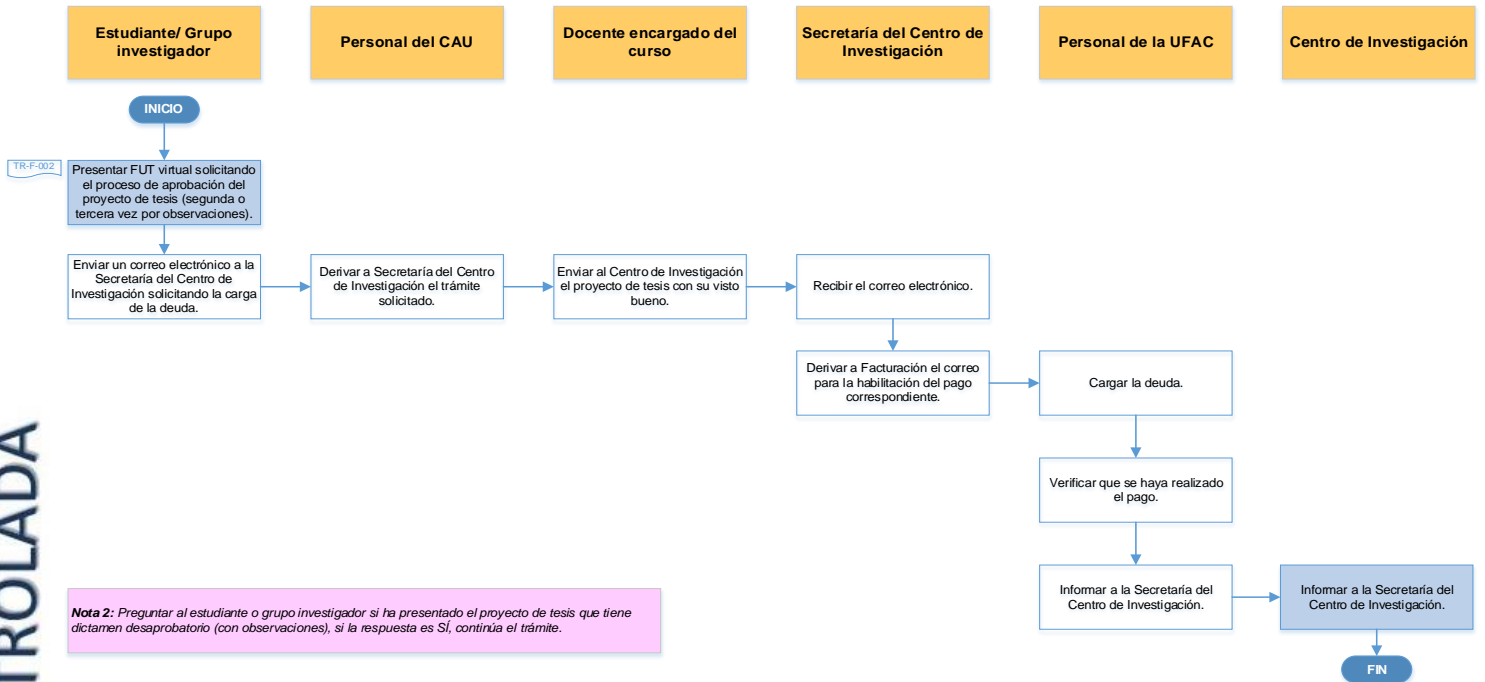 Estudiante/ Grupo
investigador
Personal del CAU
Docente encargado del
curso
Secretaría del Centro de
Investigación
Personal de la UFAC
Centro de Investigación
INICIO
TR-F-002
Presentar FUT virtual solicitando
el proceso de aprobación del
proyecto de tesis (segunda o
tercera vez por observaciones).
Enviar un correo electrónico a la
Secretaría del Centro de
Investigación solicitando la carga
de la deuda.
Derivar a Secretaría del Centro
de Investigación el trámite
solicitado.
Enviar al Centro de Investigación
el proyecto de tesis con su visto
bueno.
Recibir el correo electrónico.
Derivar a Facturación el correo
para la habilitación del pago
correspondiente.
Cargar la deuda.
Verificar que se haya realizado
el pago.
Informar a la Secretaría del
Centro de Investigación.
Informar a la Secretaría del
Centro de Investigación.
FIN
Nota 2: Preguntar al estudiante o grupo investigador si ha presentado el proyecto de tesis que tiene
dictamen desaprobatorio (con observaciones), si la respuesta es SÍ, continúa el trámite.
TROLADA